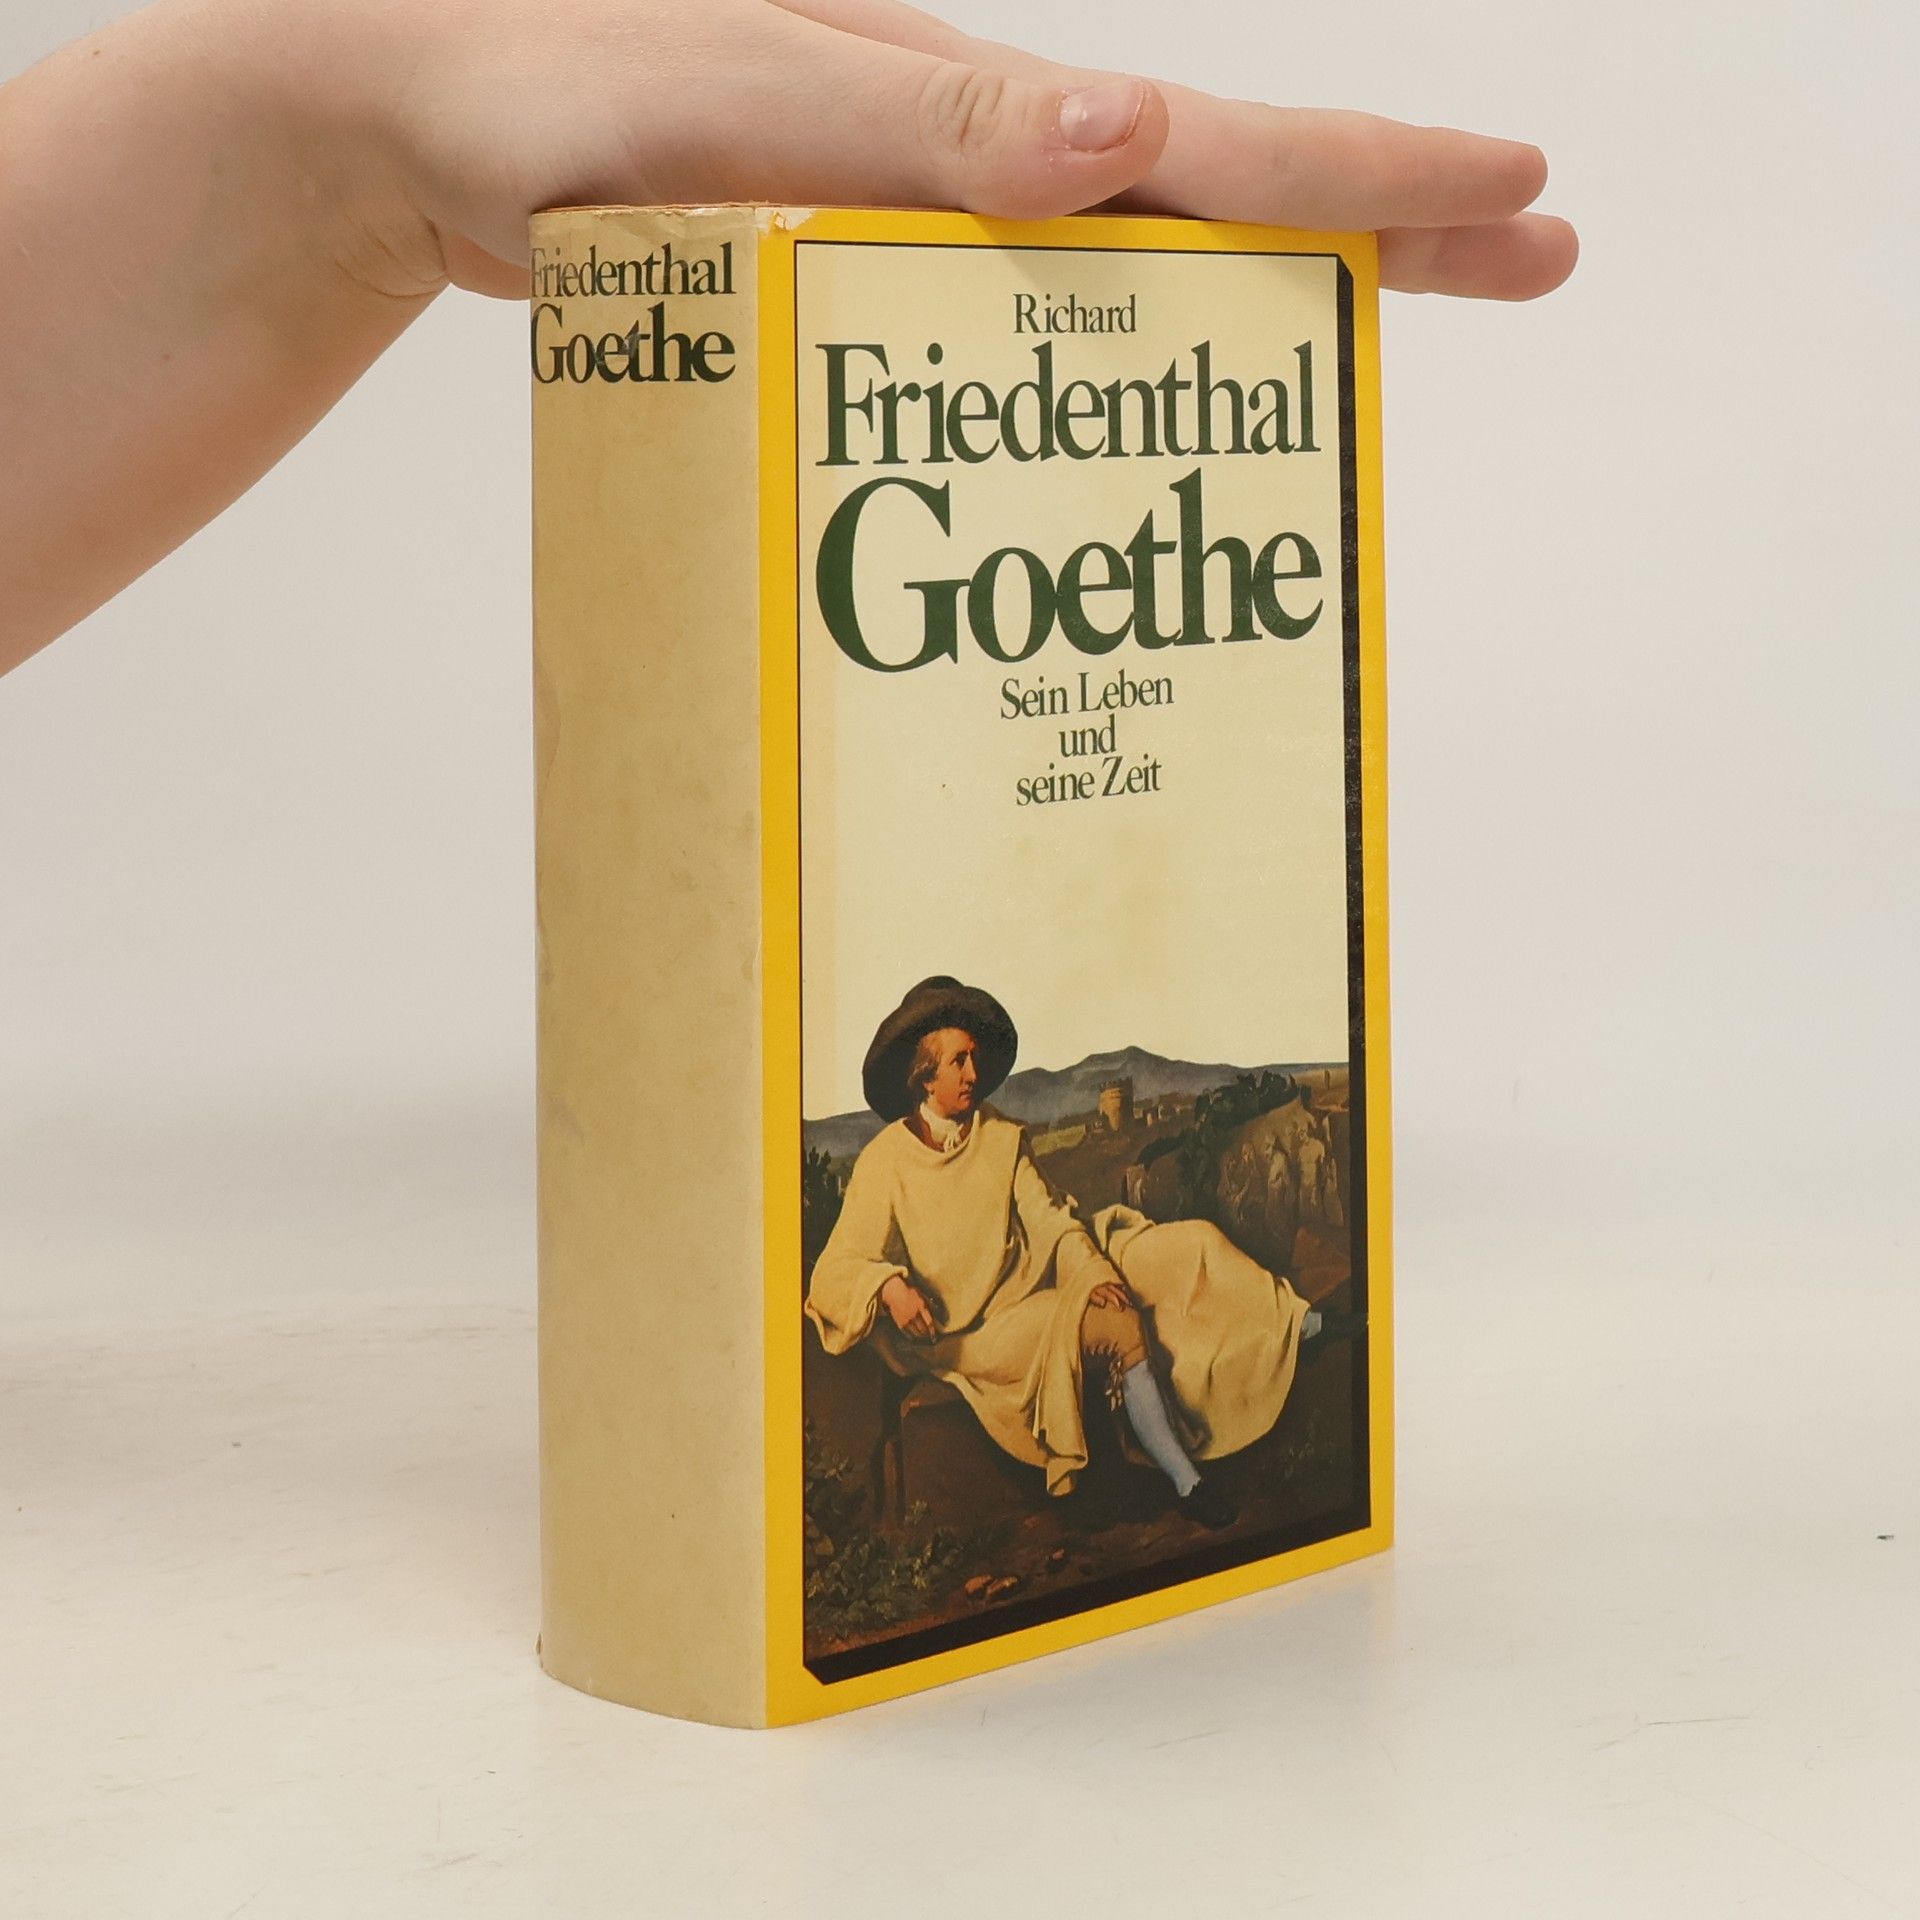 Friedenthal
Goethe
Richard
Friedenthal
Goethe
Sein Leben
und
seine Zeit